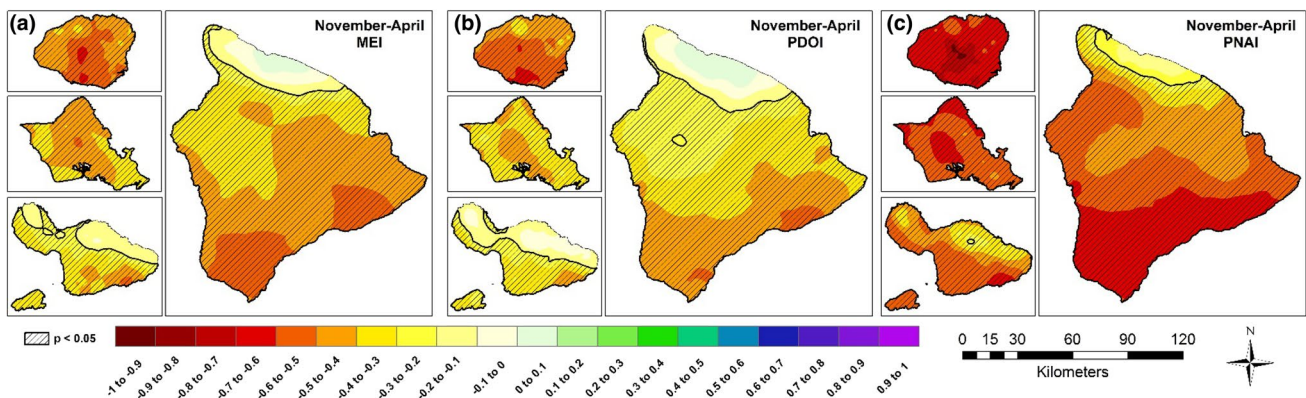 (a)
November-April
MEI
(b)
November-April
PDOI
(c)
November-April
PNAI
p < 0.05
-1 to -0.9
-0.9 to -0.8
-0.8 to -0.7
-0.7 to -0.6
-0.6 to -0.5
-0.5 to -0.4
-0.4 to -0.3
-0.3 to -0.2
-0.2 to -0.1
-0.1 to 0
0 to 0.1
0.1 to 0.2
0.2 to 0.3
0.3 to 0.4
0.4 to 0.5
0.5 to 0.6
0.6 to 0.7
0.7 to 0.8
0.8 to 0.9
0.9 to 1
0 15 30 60 90 120
Kilometers
N